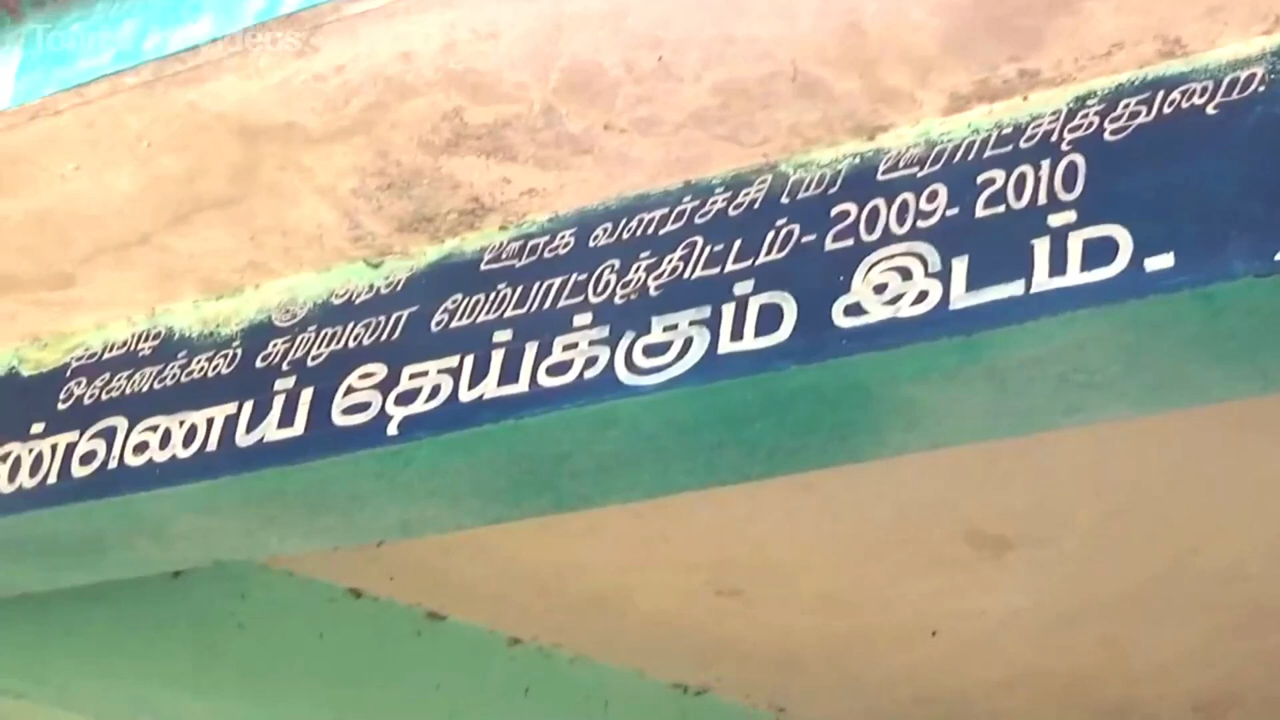 ஊரக வளர்ச்சி (ம) ஊராட்சித்துறை.
ஒகேனக்கல் சுற்றுலா மேம்பாட்டுத்திட்டம்-2009-2010
ண்ணெய் தேய்க்கும் இடம்.